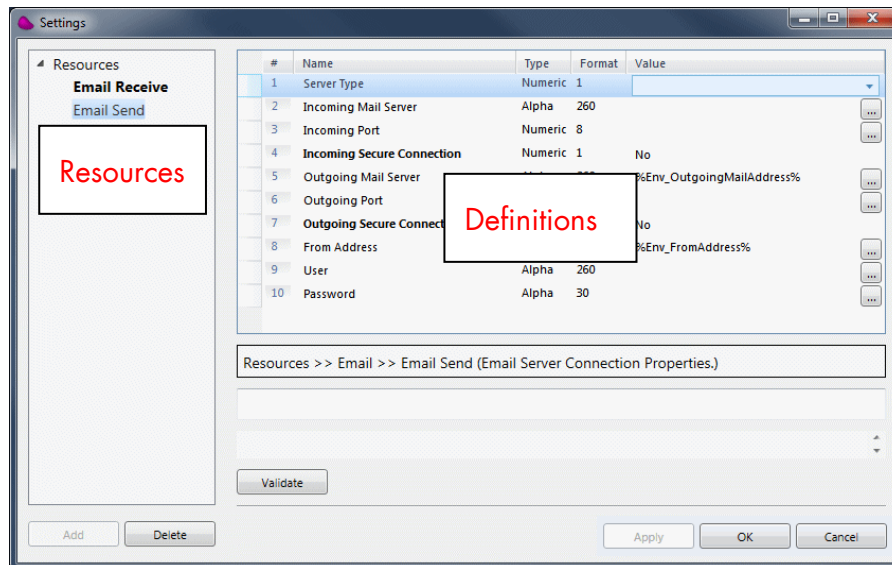 Settings
Resources
Email Receive
Email Send
Resources
# Name Type Format Value
1 Server Type Numeric 1
2 Incoming Mail Server Alpha 260 ...
3 Incoming Port Numeric 8 ...
4 Incoming Secure Connection Numeric 1 No
5 Outgoing Mail Server %Env_OutgoingMailAddress% ...
6 Outgoing Port ...
7 Outgoing Secure Connect No
Definitions
8 From Address %Env_FromAddress% ...
9 User Alpha 260 ...
10 Password Alpha 30 ...
Resources >> Email >> Email Send (Email Server Connection Properties.)
Validate
Add Delete Apply OK Cancel